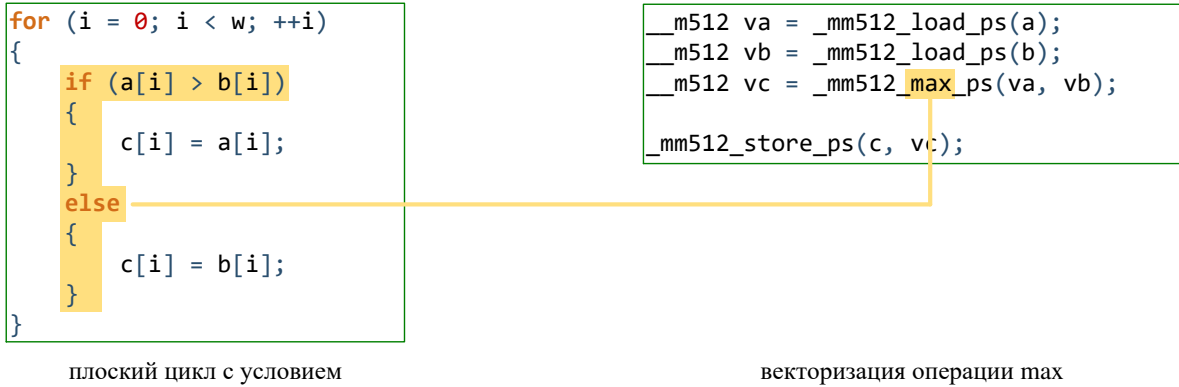 for (i = 0; i < w; ++i)
{
    if (a[i] > b[i])
    {
        c[i] = a[i];
    }
    else
    {
        c[i] = b[i];
    }
}
плоский цикл с условием
__m512 va = _mm512_load_ps(a);
__m512 vb = _mm512_load_ps(b);
__m512 vc = _mm512_max_ps(va, vb);
_mm512_store_ps(c, vc);
векторизация операции max